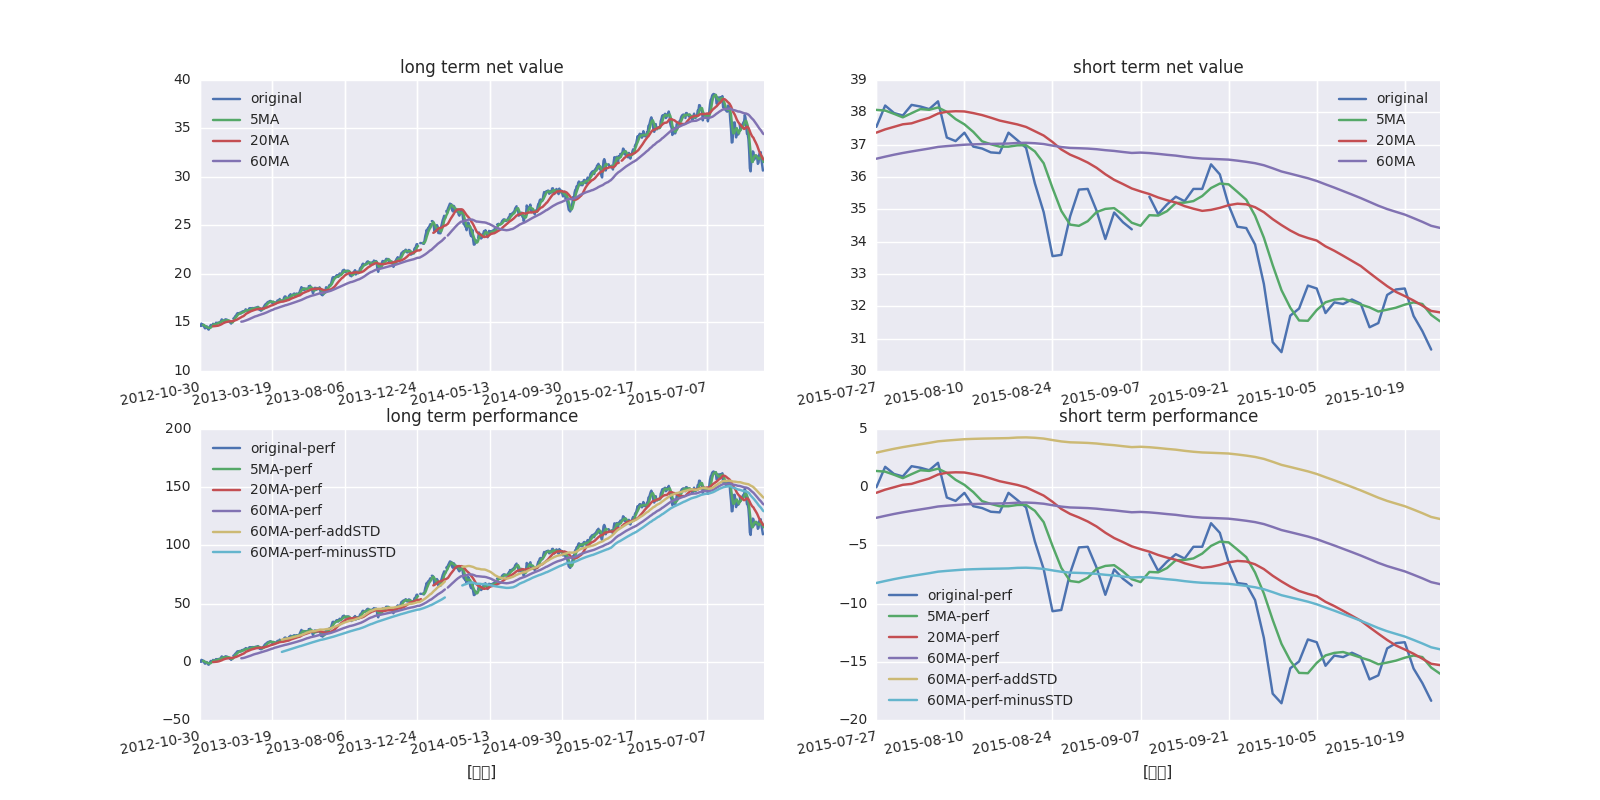 long term net value
40
35
30
25
20
15
10
original
5MA
20MA
60MA
2012-10-30 2013-03-19 2013-08-06 2013-12-24 2014-05-13 2014-09-30 2015-02-17 2015-07-07
short term net value
39
38
37
36
35
34
33
32
31
30
original
5MA
20MA
60MA
2015-07-27 2015-08-10 2015-08-24 2015-09-07 2015-09-21 2015-10-05 2015-10-19
long term performance
200
150
100
50
0
−50
original-perf
5MA-perf
20MA-perf
60MA-perf
60MA-perf-addSTD
60MA-perf-minusSTD
2012-10-30 2013-03-19 2013-08-06 2013-12-24 2014-05-13 2014-09-30 2015-02-17 2015-07-07
short term performance
5
0
−5
−10
−15
−20
original-perf
5MA-perf
20MA-perf
60MA-perf
60MA-perf-addSTD
60MA-perf-minusSTD
2015-07-27 2015-08-10 2015-08-24 2015-09-07 2015-09-21 2015-10-05 2015-10-19